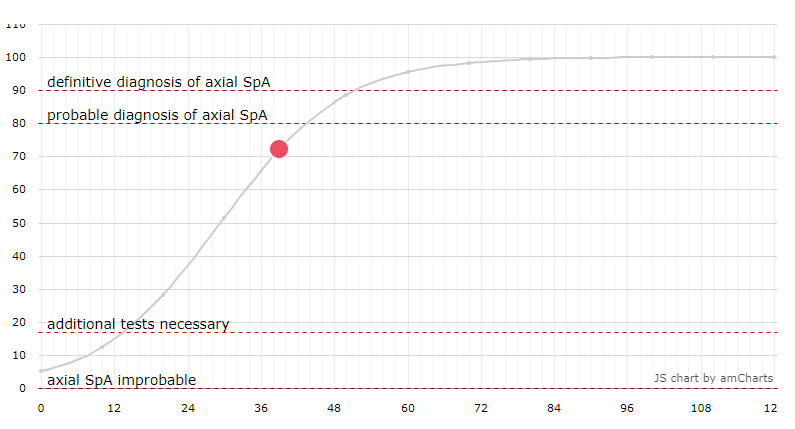 110
100
definitive diagnosis of axial SpA
90
probable diagnosis of axial SpA
80
70
60
50
40
30
20
additional tests necessary
10
axial SpA improbable
JS chart by amCharts
0
0 12 24 36 48 60 72 84 96 108 12